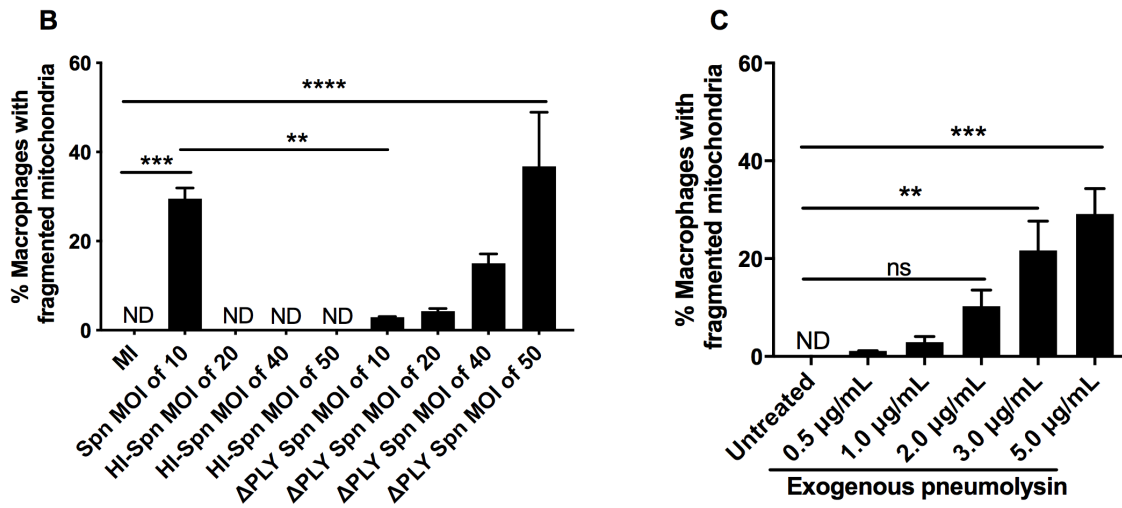 B
% Macrophages with
fragmented mitochondria
60
40
20
0
****
**
***
ND
ND
ND
ND
MI
Spn MOI of 10
HI-Spn MOI of 20
HI-Spn MOI of 40
HI-Spn MOI of 50
ΔPLY Spn MOI of 10
ΔPLY Spn MOI of 20
ΔPLY Spn MOI of 40
ΔPLY Spn MOI of 50
C
% Macrophages with
fragmented mitochondria
60
40
20
0
***
**
ns
ND
Untreated
0.5 µg/mL
1.0 µg/mL
2.0 µg/mL
3.0 µg/mL
5.0 µg/mL
Exogenous pneumolysin